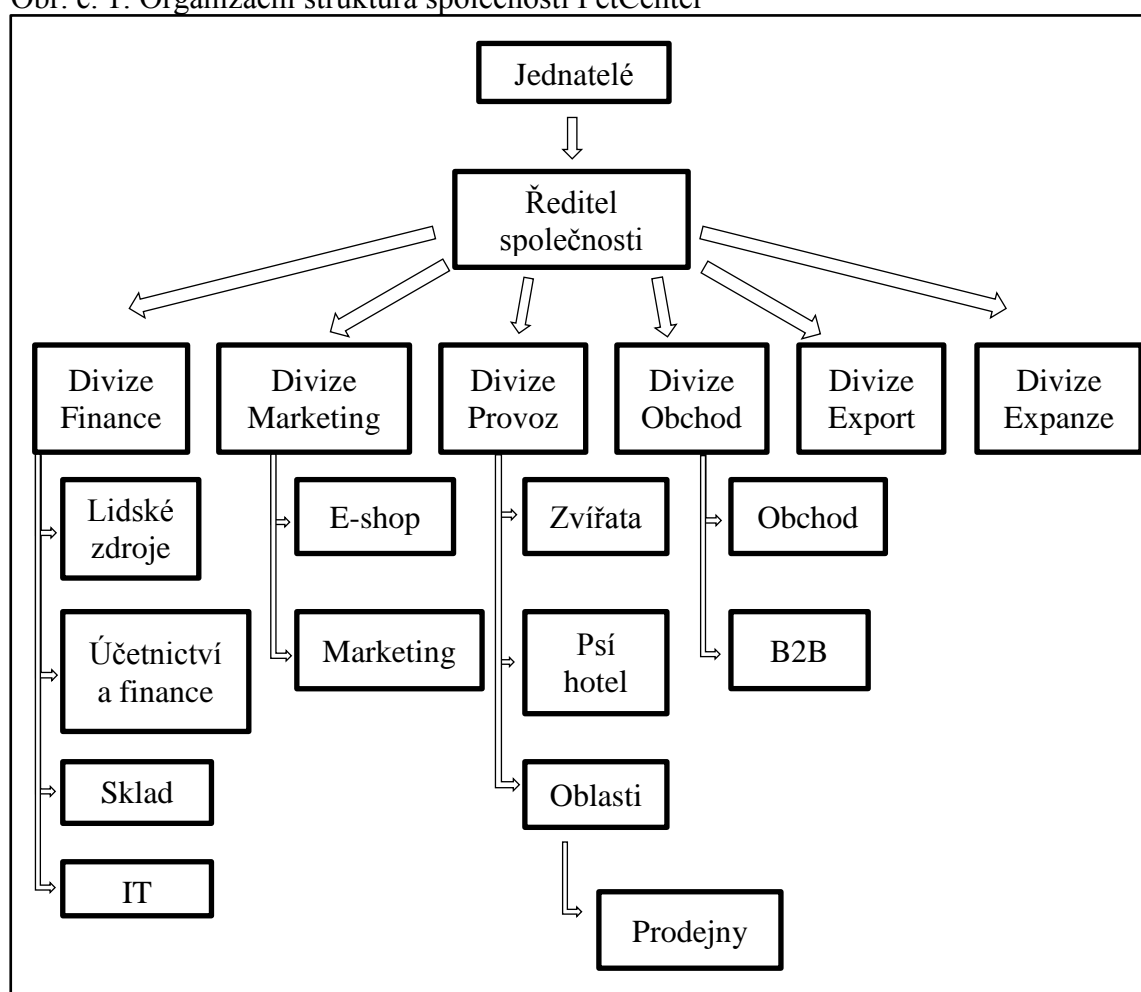 Obr. č. 1: Organizační struktura společnosti PetCenter
Jednatelé
Ředitel
společnosti
Divize
Finance
Divize
Marketing
Divize
Provoz
Divize
Obchod
Divize
Export
Divize
Expanze
Lidské
zdroje
Účetnictví
a finance
Sklad
IT
E-shop
Marketing
Zvířata
Psí
hotel
Oblasti
Prodejny
Obchod
B2B